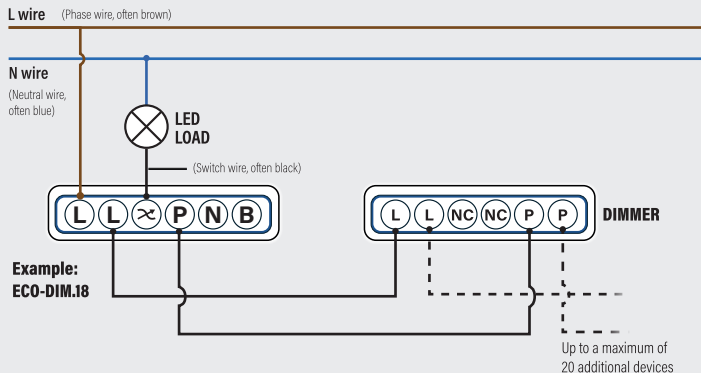 L wire (Phase wire, often brown)
N wire
(Neutral wire,
often blue)
LED
LOAD
(Switch wire, often black)
L L P N B
L L NC NC P P
DIMMER
Example:
ECO-DIM.18
Up to a maximum of
20 additional devices